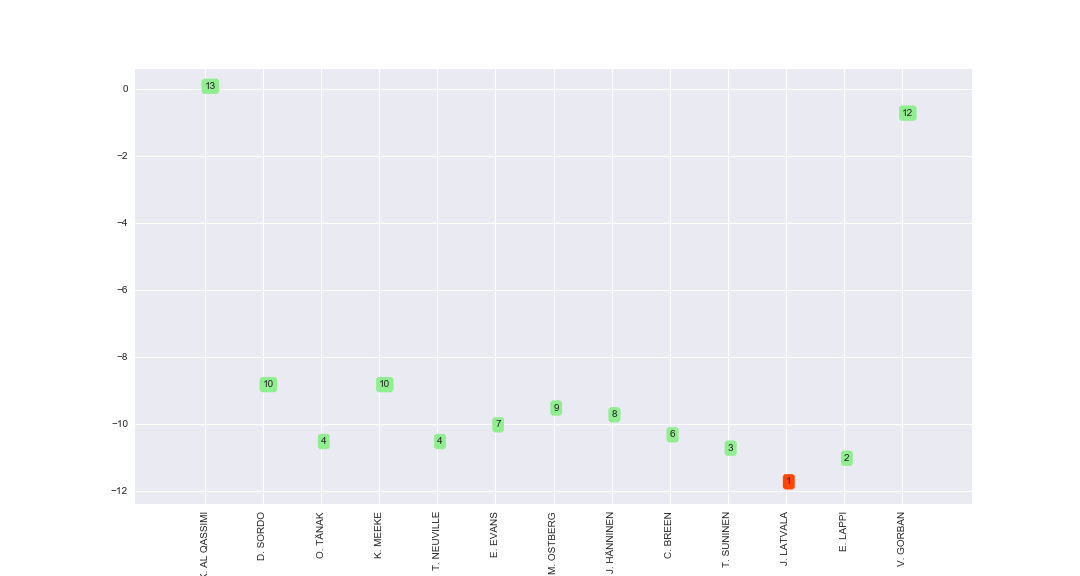 0
−2
−4
−6
−8
−10
−12
13
10
4
10
4
7
9
8
6
3
1
2
12
K. AL QASSIMI
D. SORDO
O. TÄNAK
K. MEEKE
T. NEUVILLE
E. EVANS
M. OSTBERG
J. HÄNNINEN
C. BREEN
T. SUNINEN
J. LATVALA
E. LAPPI
V. GORBAN